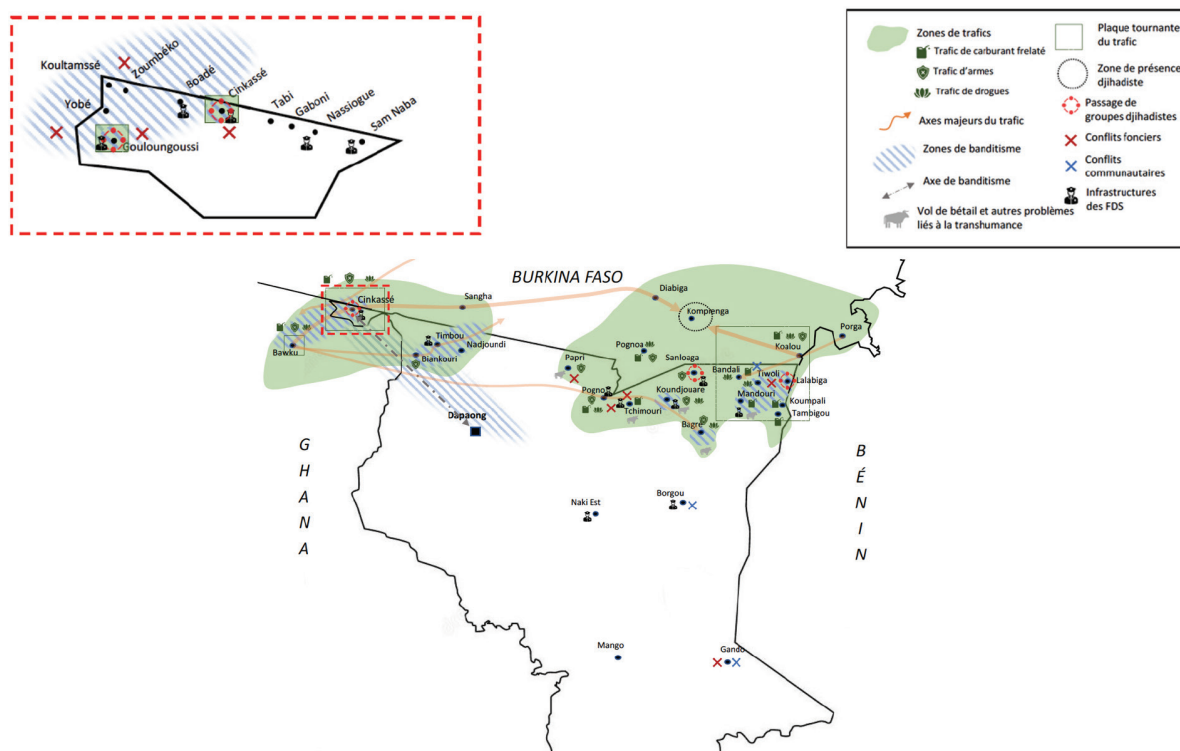 Koultamssé
Zoumbéko
Boadé
Cinkassé
Yobé
Tabi
Gaboni
Nassiogue
Sam Naba
Gouloungoussi
Zones de trafics
Trafic de carburant frelaté
Trafic d'armes
Trafic de drogues
Axes majeurs du trafic
Zones de banditisme
Axe de banditisme
Vol de bétail et autres problèmes
liés à la transhumance
Plaque tournante
du trafic
Zone de présence
djihadiste
Passage de
groupes djihadistes
Conflits fonciers
Conflits
communautaires
Infrastructures
des FDS
BURKINA FASO
Cinkassé
Sangha
Diabiga
Kompienga
Porga
Bawku
Timbou
Nadjoundi
Biankouri
Pognoa
Papri
Sanloaga
Koalou
Bandali
Tiwoli
Lalabiga
Pogno
Koundjouare
Mandouri
Tchimouri
Koumpali
Tambigou
Bagre
Dapaong
GHANA
BÉNIN
Naki Est
Borgou
Mango
Gando